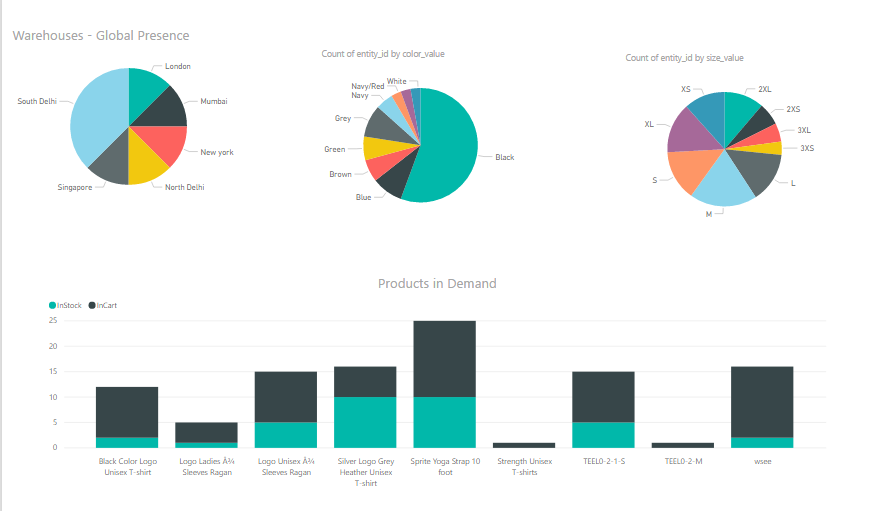 Warehouses - Global Presence
London
Mumbai
New york
North Delhi
Singapore
South Delhi
Count of entity_id by color_value
White
Navy/Red
Navy
Grey
Green
Brown
Blue
Black
Count of entity_id by size_value
XS
2XL
2XS
3XL
3XS
L
M
S
XL
Products in Demand
InStock InCart
25
20
15
10
5
0
Black Color Logo
Unisex T-shirt
Logo Ladies Â¾
Sleeves Ragan
Logo Unisex Â¾
Sleeves Ragan
Silver Logo Grey
Heather Unisex
T-shirt
Sprite Yoga Strap 10
foot
Strength Unisex
T-shirts
TEEL0-2-1-S
TEEL0-2-M
wsee